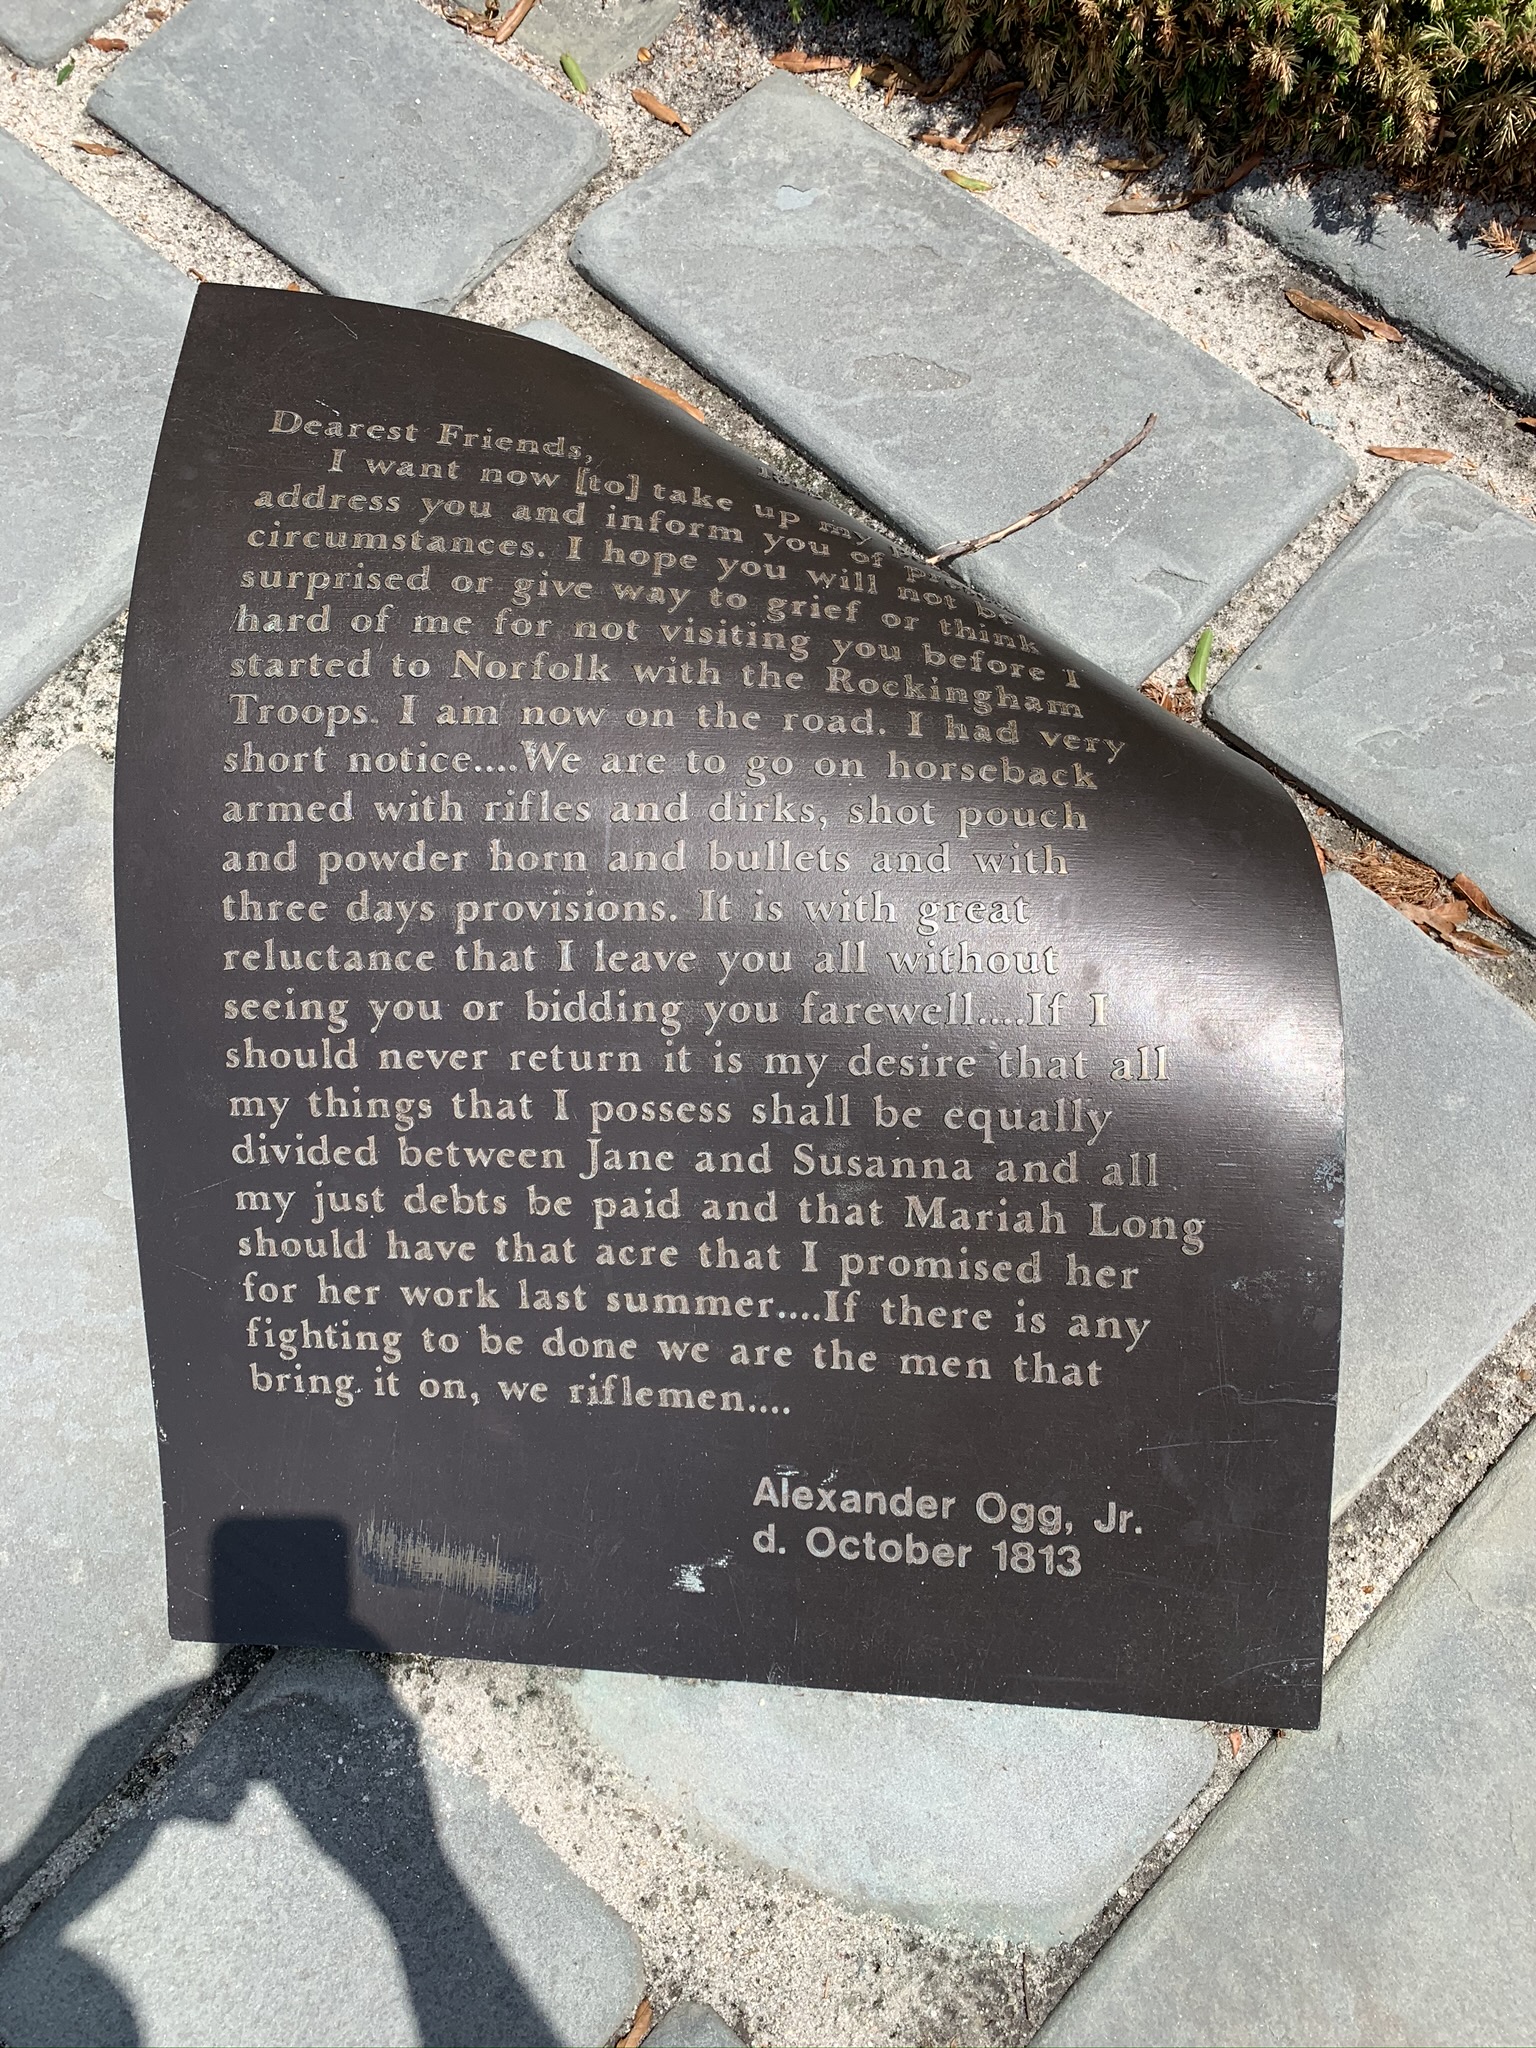 Dearest Friends,
I want now [to] take up my
address you and inform you of
circumstances. I hope you will not
surprised or give way to grief or think
hard of me for not visiting you before I
started to Norfolk with the Rockingham
Troops. I am now on the road. I had very
short notice....We are to go on horseback
armed with rifles and dirks, shot pouch
and powder horn and bullets and with
three days provisions. It is with great
reluctance that I leave you all without
seeing you or bidding you farewell....If I
should never return it is my desire that all
my things that I possess shall be equally
divided between Jane and Susanna and all
my just debts be paid and that Mariah Long
should have that acre that I promised her
for her work last summer....If there is any
fighting to be done we are the men that
bring it on, we riflemen....
Alexander Ogg, Jr.
d. October 1813